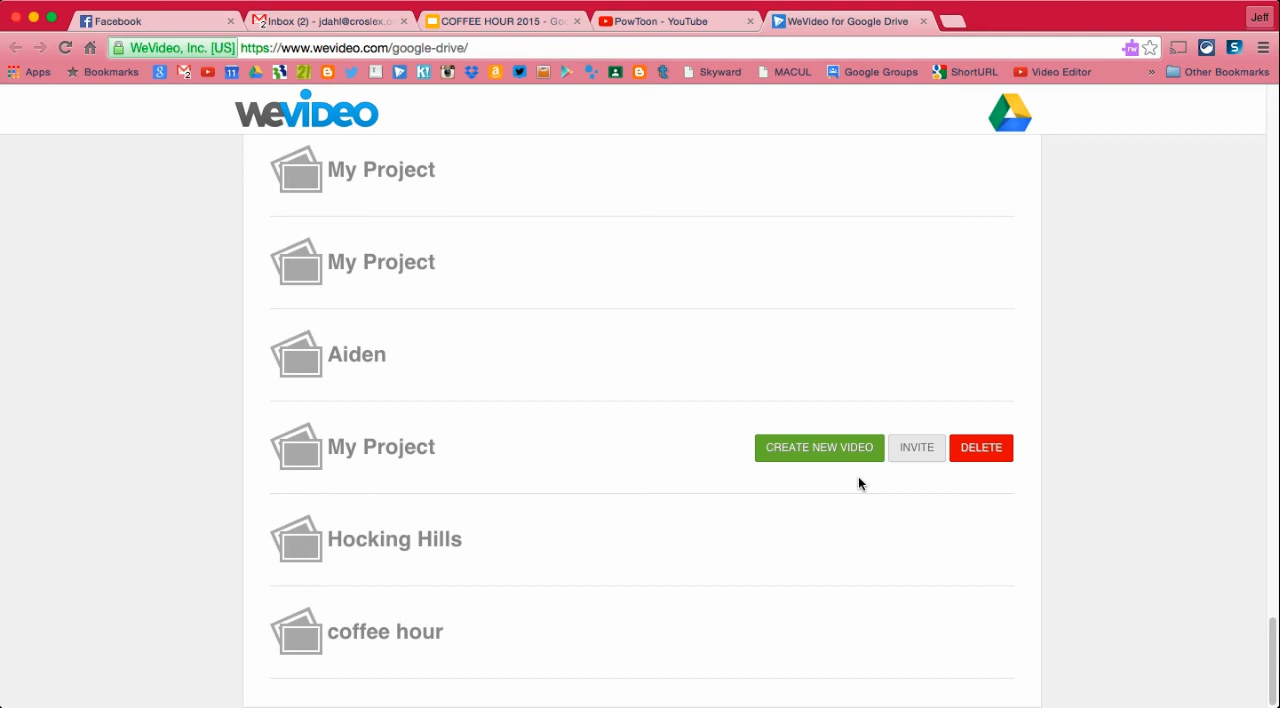 Facebook
Inbox (2) - jdahl@croslex.o
COFFEE HOUR 2015 - Go
PowToon - YouTube
WeVideo for Google Drive
Jeff
WeVideo, Inc. [US]
https://www.wevideo.com/google-drive/
Apps
Bookmarks
Skyward
MACUL
Google Groups
ShortURL
Video Editor
»
Other Bookmarks
wevideo
My Project
My Project
Aiden
My Project
CREATE NEW VIDEO
INVITE
DELETE
Hocking Hills
coffee hour